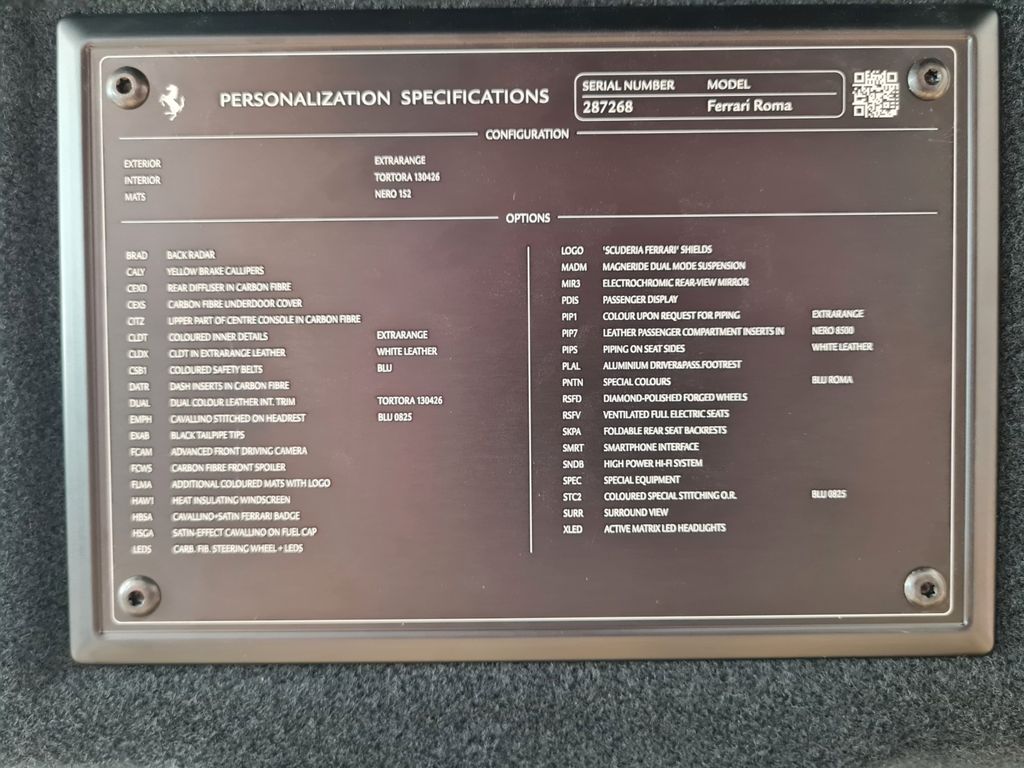 PERSONALIZATION SPECIFICATIONS
SERIAL NUMBER MODEL
287268 Ferrari Roma
CONFIGURATION
EXTERIOR EXTRARANGE
INTERIOR TORTORA 130426
MATS NERO 152
OPTIONS
BRAD BACK RADAR
CALY YELLOW BRAKE CALLIPERS
CEXD REAR DIFFUSER IN CARBON FIBRE
CEXS CARBON FIBRE UNDERDOOR COVER
CIT2 UPPER PART OF CENTRE CONSOLE IN CARBON FIBRE
CLDT COLOURED INNER DETAILS EXTRARANGE
CLDX CLDT IN EXTRARANGE LEATHER WHITE LEATHER
CSB1 COLOURED SAFETY BELTS BLU
DATR DASH INSERTS IN CARBON FIBRE
DUAL DUAL COLOUR LEATHER INT. TRIM TORTORA 130426
EMPH CAVALLINO STITCHED ON HEADREST BLU 0825
EXAB BLACK TAILPIPE TIPS
FCAM ADVANCED FRONT DRIVING CAMERA
FCWS CARBON FIBRE FRONT SPOILER
FLMA ADDITIONAL COLOURED MATS WITH LOGO
HAW1 HEAT INSULATING WINDSCREEN
HBSA CAVALLINO+SATIN FERRARI BADGE
HSGA SATIN-EFFECT CAVALLINO ON FUEL CAP
LEDS CARB. FIB. STEERING WHEEL + LEDS
LOGO 'SCUDERIA FERRARI' SHIELDS
MADM MAGNERIDE DUAL MODE SUSPENSION
MIR3 ELECTROCHROMIC REAR-VIEW MIRROR
PDIS PASSENGER DISPLAY
PIP1 COLOUR UPON REQUEST FOR PIPING EXTRARANGE
PIP7 LEATHER PASSENGER COMPARTMENT INSERTS IN NERO 8500
PIPS PIPING ON SEAT SIDES WHITE LEATHER
PLAL ALUMINIUM DRIVER&PASS.FOOTREST
PNTN SPECIAL COLOURS BLU ROMA
RSFD DIAMOND-POLISHED FORGED WHEELS
RSFV VENTILATED FULL ELECTRIC SEATS
SKPA FOLDABLE REAR SEAT BACKRESTS
SMRT SMARTPHONE INTERFACE
SNDB HIGH POWER HI-FI SYSTEM
SPEC SPECIAL EQUIPMENT
STC2 COLOURED SPECIAL STITCHING O.R. BLU 0825
SURR SURROUND VIEW
XLED ACTIVE MATRIX LED HEADLIGHTS